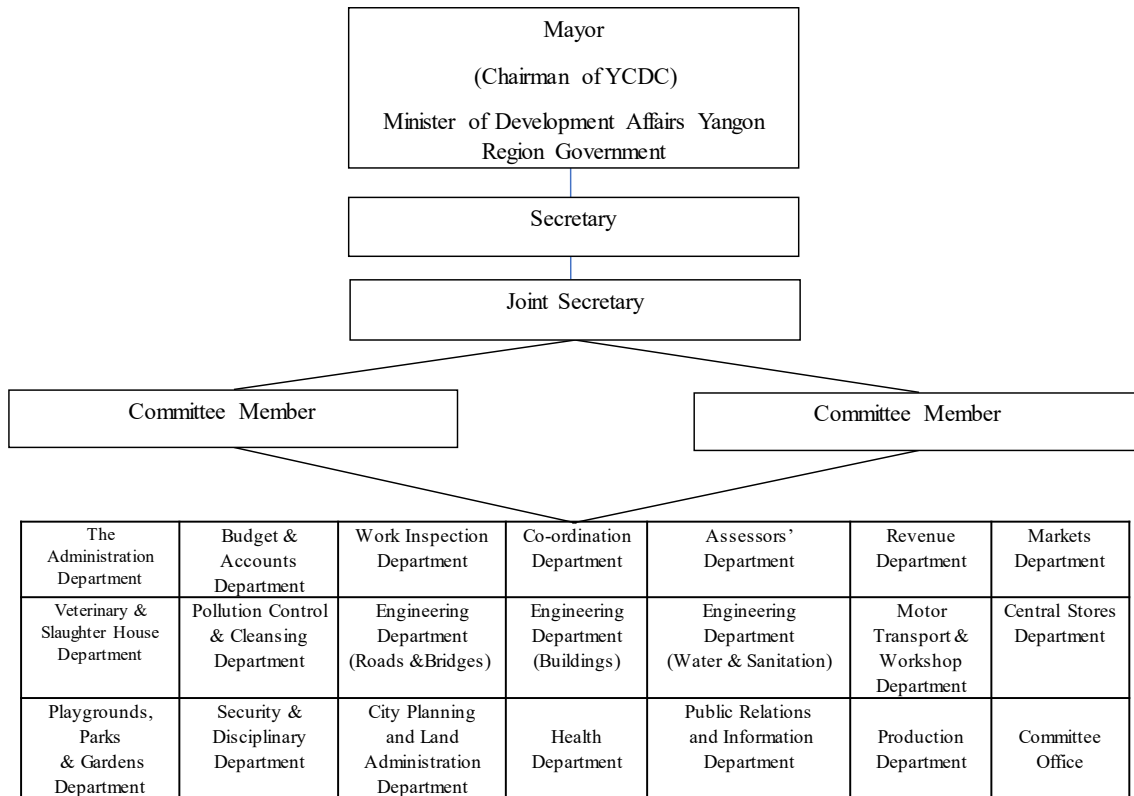 Mayor
(Chairman of YCDC)
Minister of Development Affairs Yangon
Region Government
Secretary
Joint Secretary
Committee Member
Committee Member
The
Administration
Department
Budget &
Accounts
Department
Work Inspection
Department
Co-ordination
Department
Assessors’
Department
Revenue
Department
Markets
Department
Veterinary &
Slaughter House
Department
Pollution Control
& Cleansing
Department
Engineering
Department
(Roads &Bridges)
Engineering
Department
(Buildings)
Engineering
Department
(Water & Sanitation)
Motor
Transport &
Workshop
Department
Central Stores
Department
Playgrounds,
Parks
& Gardens
Department
Security &
Disciplinary
Department
City Planning
and Land
Administration
Department
Health
Department
Public Relations
and Information
Department
Production
Department
Committee
Office